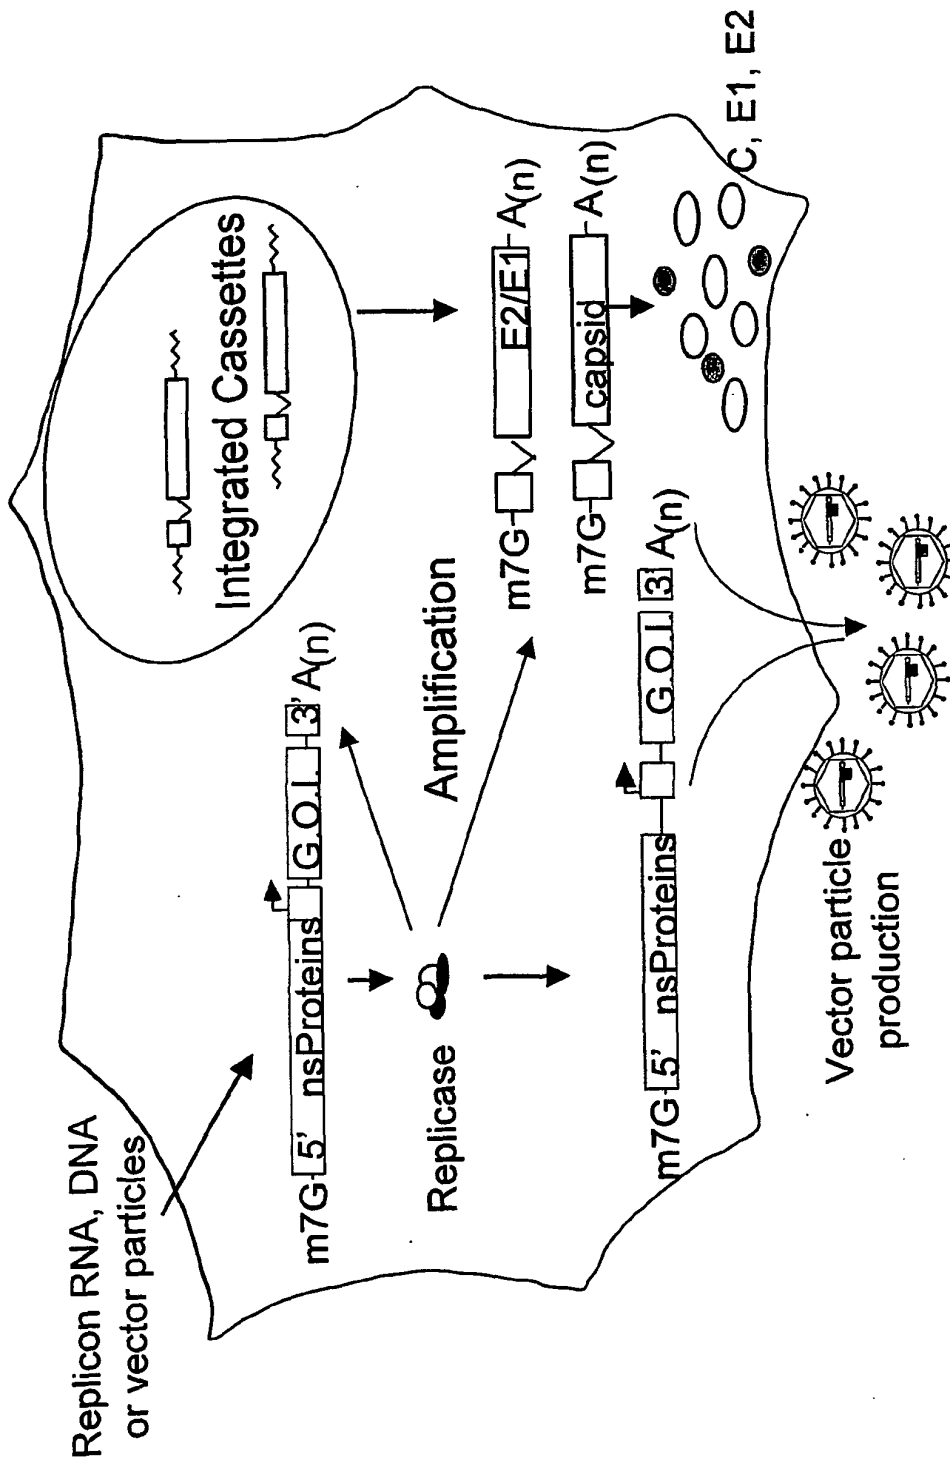 Replicon RNA, DNA
or vector particles
Integrated Cassettes
m7G 5' nsProteins G.O.I. 3' A(n)
Replicase
Amplification
m7G E2/E1 A(n)
m7G capsid A(n)
m7G 5' nsProteins G.O.I. 3' A(n)
C, E1, E2
Vector particle
production